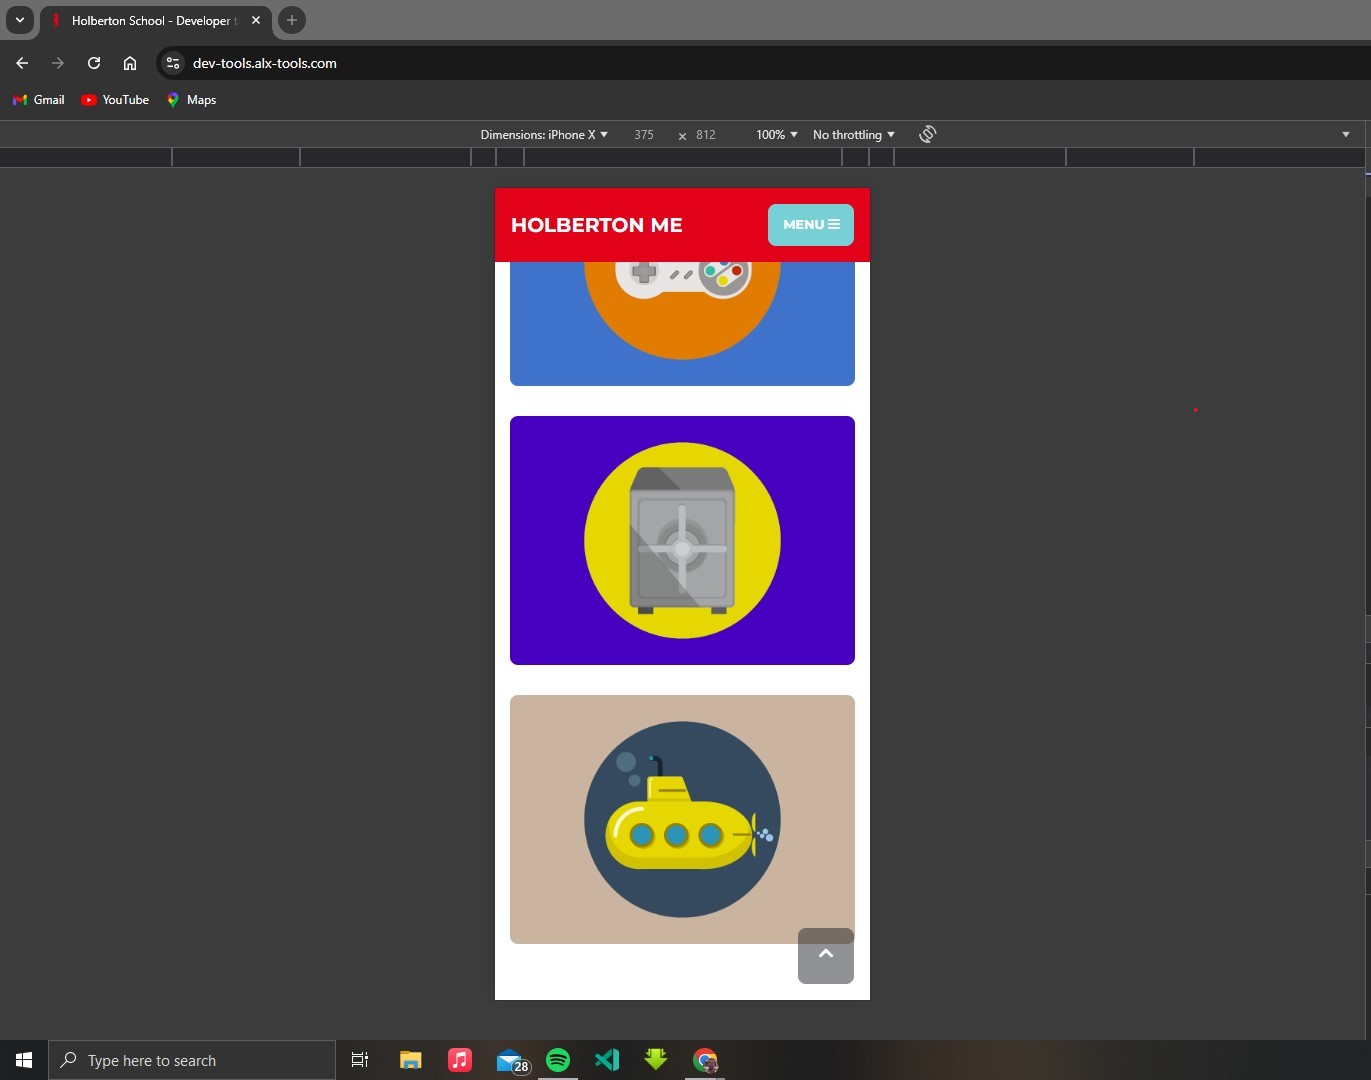 Holberton School - Developer
dev-tools.alx-tools.com
Gmail YouTube Maps
Dimensions: iPhone X 375 × 812 100% No throttling
HOLBERTON ME
MENU
Type here to search
28